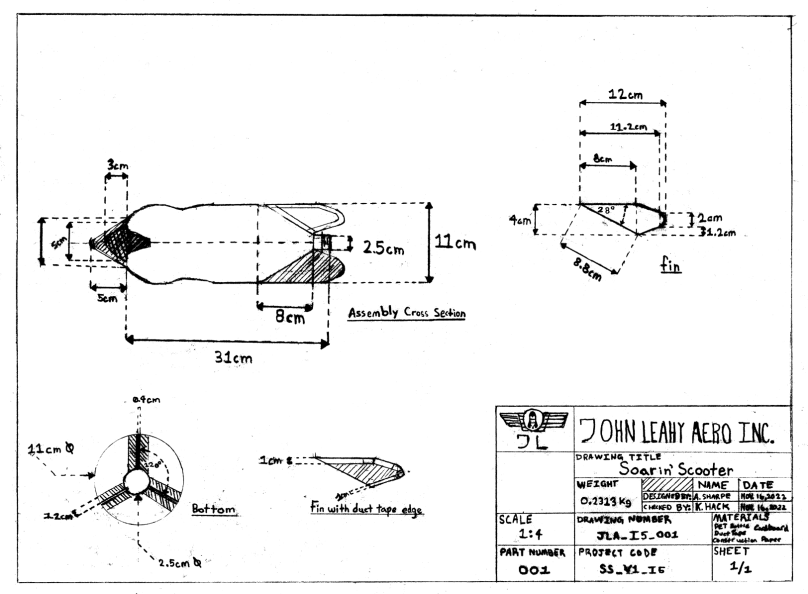 12cm
11.2cm
8cm
28°
4cm
2cm
1.2cm
8.8cm
fin
3cm
5cm
5cm
2.5cm
11cm
8cm
Assembly Cross Section
31cm
0.4cm
11cm Ø
120°
1.2cm
Bottom
2.5cm Ø
1cm
1cm
Fin with duct tape edge
JL
JOHN LEAHY AERO INC.
DRAWING TITLE
Soarin' Scooter
WEIGHT
0.2313 Kg
NAME
DATE
DESIGNED BY: A. SHARPE NOV. 16, 2022
CHECKED BY: K. HACK NOV. 16, 2022
SCALE
1:4
DRAWING NUMBER
JLA_I5_001
MATERIALS
PET Bottle Cardboard
Duct Tape
Construction Paper
PART NUMBER
001
PROJECT CODE
SS_V1_I5
SHEET
1/1